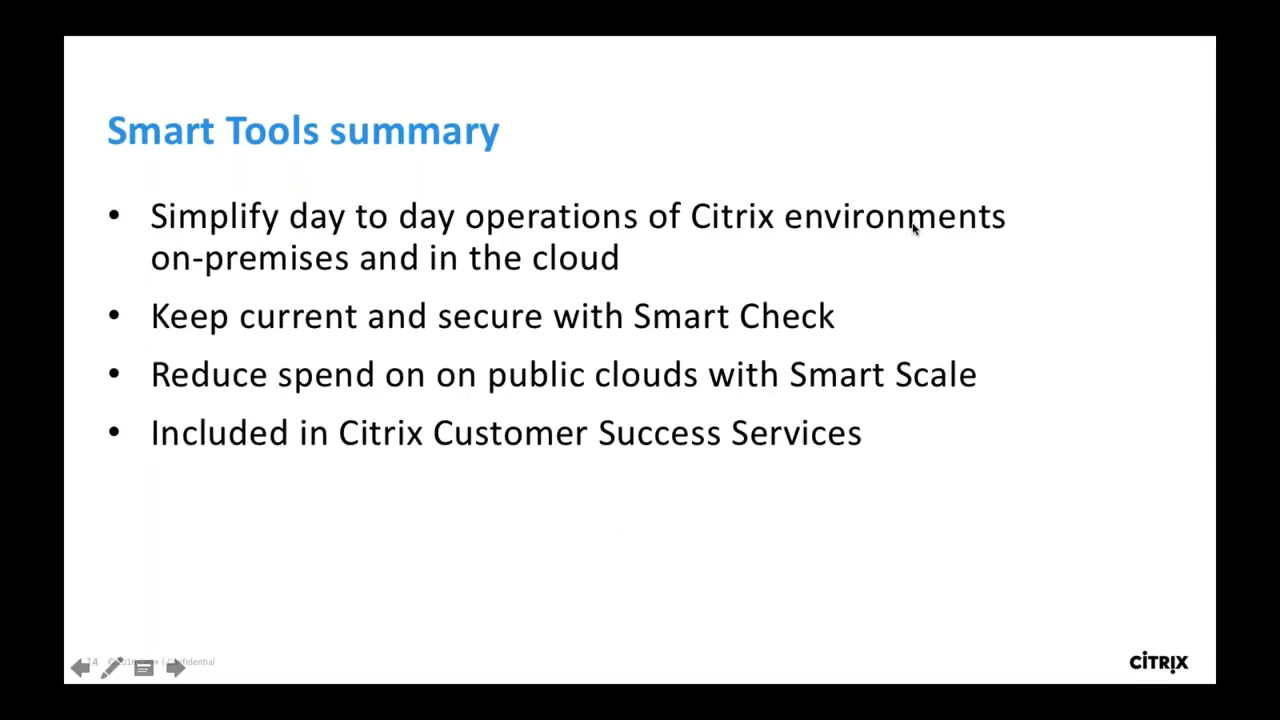 Smart Tools summary
• Simplify day to day operations of Citrix environments
on-premises and in the cloud
• Keep current and secure with Smart Check
• Reduce spend on on public clouds with Smart Scale
• Included in Citrix Customer Success Services
CİTRIX